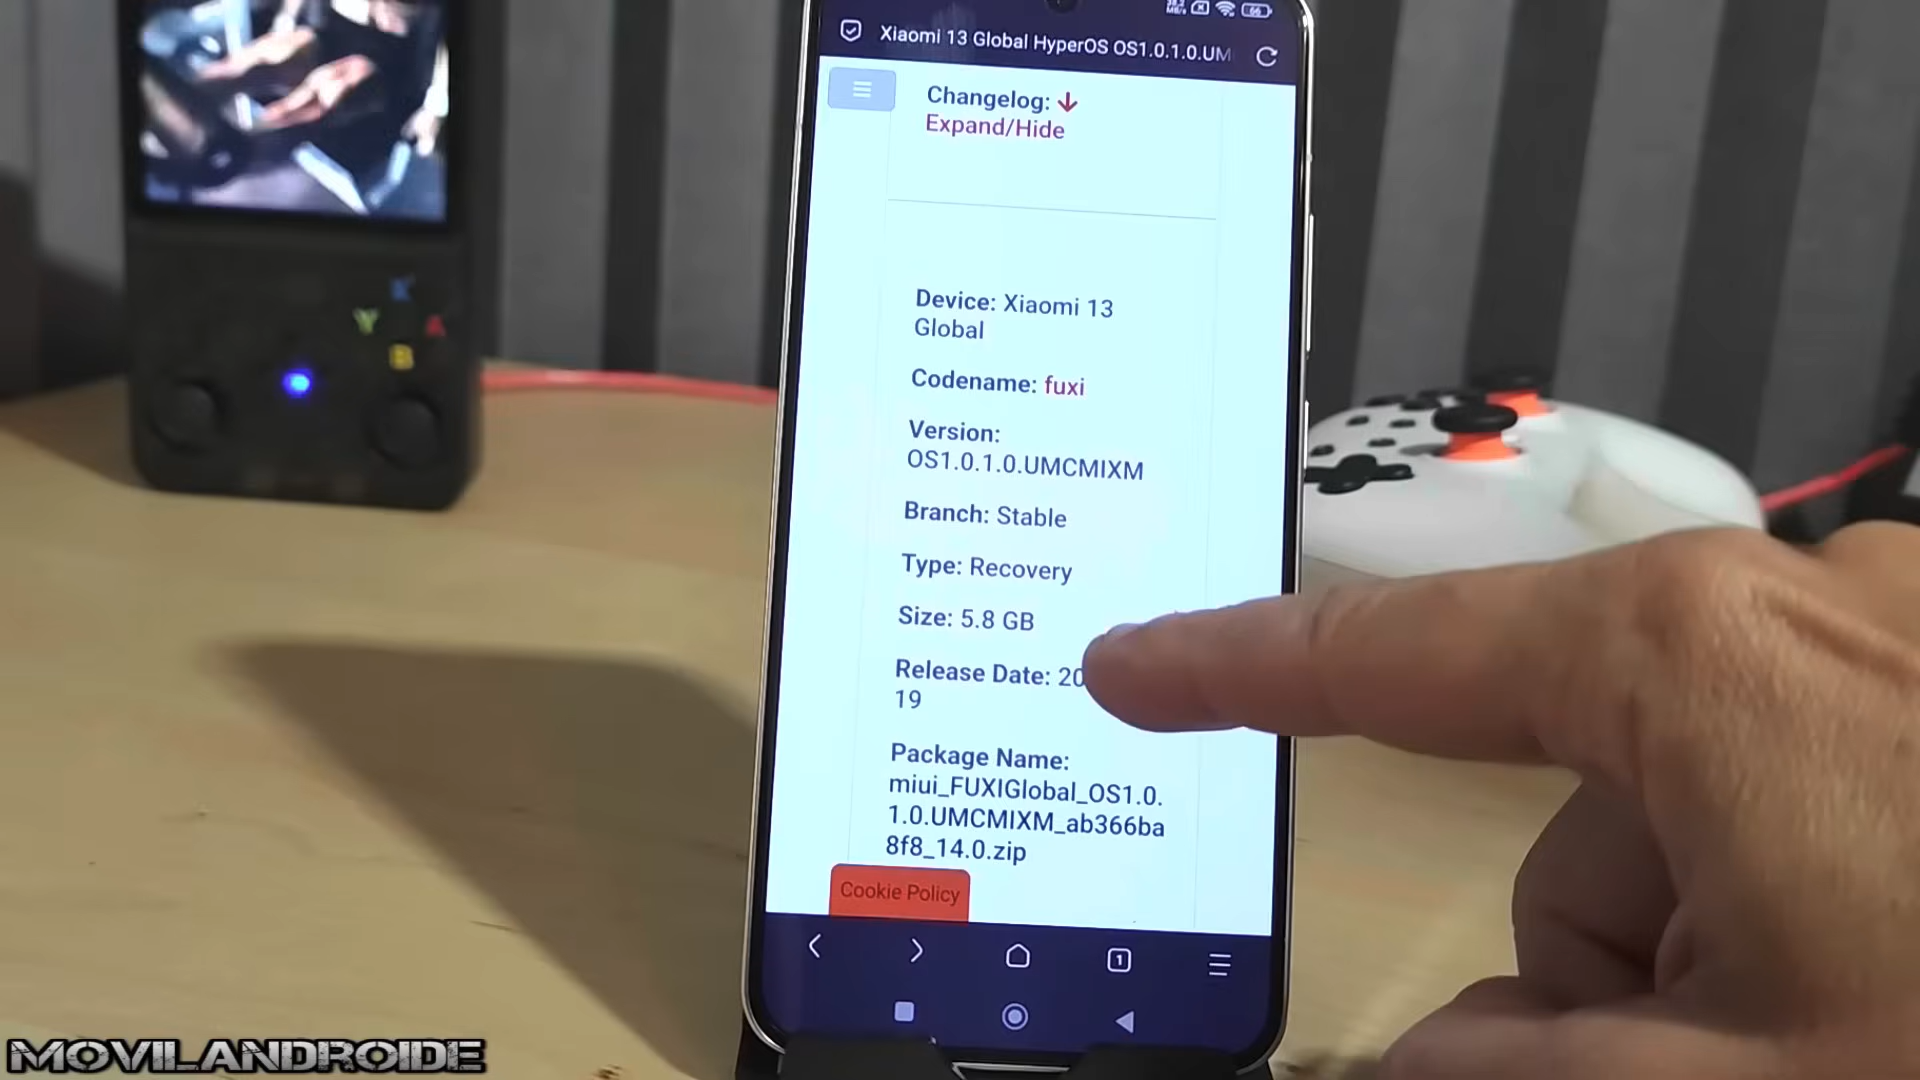 Xiaomi 13 Global HyperOS OS1.0.1.0.UM
Changelog:
Expand/Hide
Device: Xiaomi 13
Global
Codename: fuxi
Version:
OS1.0.1.0.UMCMIXM
Branch: Stable
Type: Recovery
Size: 5.8 GB
Release Date: 20
19
Package Name:
miui_FUXIGlobal_OS1.0.
1.0.UMCMIXM_ab366ba
8f8_14.0.zip
Cookie Policy
1
X
Y
A
B
MOVILANDROIDE